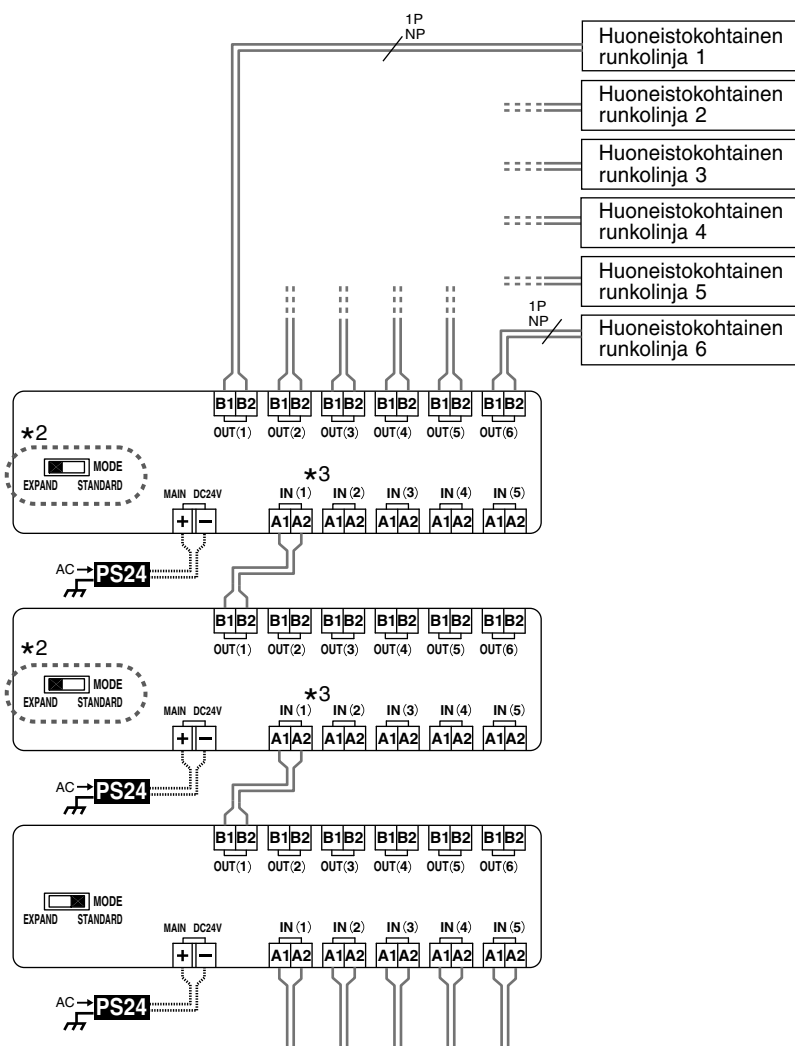 1P
NP
Huoneistokohtainen
runkolinja 1
Huoneistokohtainen
runkolinja 2
Huoneistokohtainen
runkolinja 3
Huoneistokohtainen
runkolinja 4
Huoneistokohtainen
runkolinja 5
1P
NP
Huoneistokohtainen
runkolinja 6
B1 B2 B1 B2 B1 B2 B1 B2 B1 B2 B1 B2
OUT(1) OUT(2) OUT(3) OUT(4) OUT(5) OUT(6)
★2
MODE
EXPAND STANDARD
★3
MAIN DC24V IN(1) IN(2) IN(3) IN(4) IN(5)
+ − A1 A2 A1 A2 A1 A2 A1 A2 A1 A2
AC→ PS24
B1 B2 B1 B2 B1 B2 B1 B2 B1 B2 B1 B2
OUT(1) OUT(2) OUT(3) OUT(4) OUT(5) OUT(6)
★2
MODE
EXPAND STANDARD
★3
MAIN DC24V IN(1) IN(2) IN(3) IN(4) IN(5)
+ − A1 A2 A1 A2 A1 A2 A1 A2 A1 A2
AC→ PS24
B1 B2 B1 B2 B1 B2 B1 B2 B1 B2 B1 B2
OUT(1) OUT(2) OUT(3) OUT(4) OUT(5) OUT(6)
MODE
EXPAND STANDARD
MAIN DC24V IN(1) IN(2) IN(3) IN(4) IN(5)
+ − A1 A2 A1 A2 A1 A2 A1 A2 A1 A2
AC→ PS24